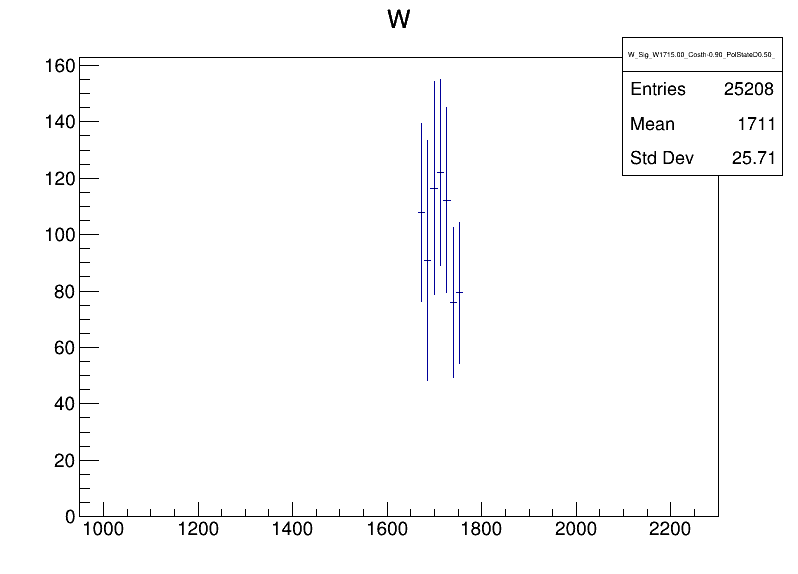 W
W_Sig_W1715.00_Costh-0.90_PolStateD0.50_
Entries 25208
Mean 1711
Std Dev 25.71
160
140
120
100
80
60
40
20
0
1000 1200 1400 1600 1800 2000 2200